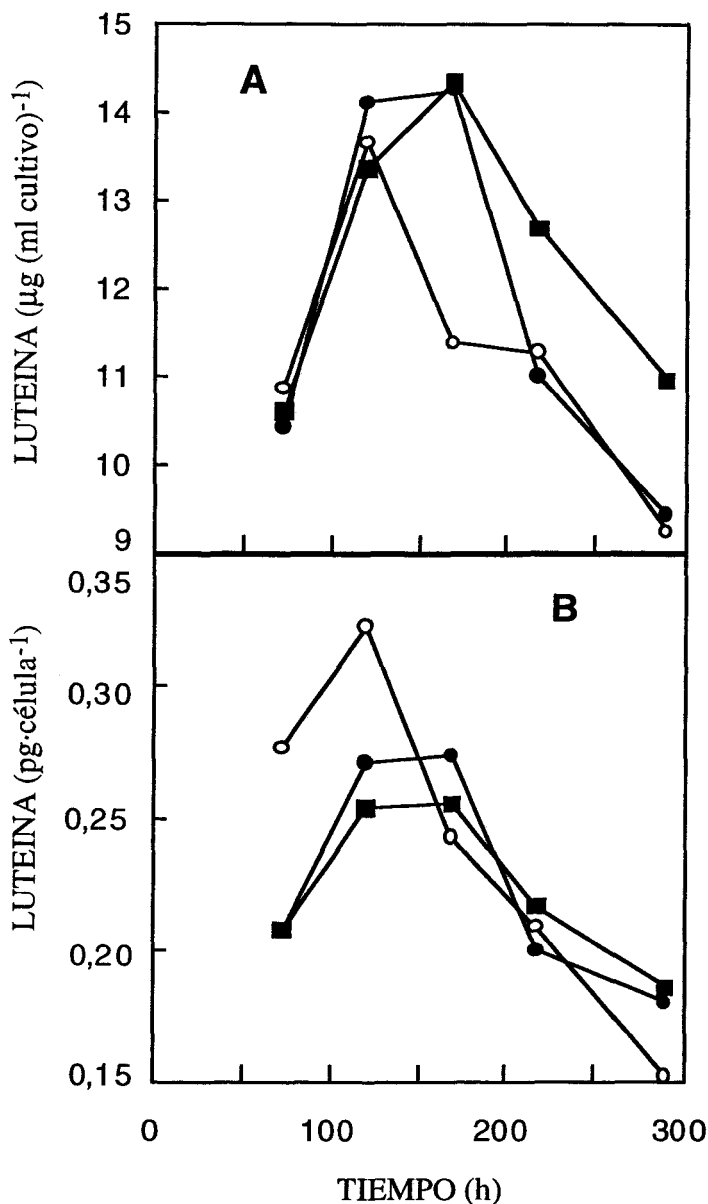 15
A
14
13
12
11
10
9
LUTEINA (µg (ml cultivo)-1)
0,35
B
0,30
0,25
0,20
0,15
LUTEINA (pg·célula-1)
0 100 200 300
TIEMPO (h)